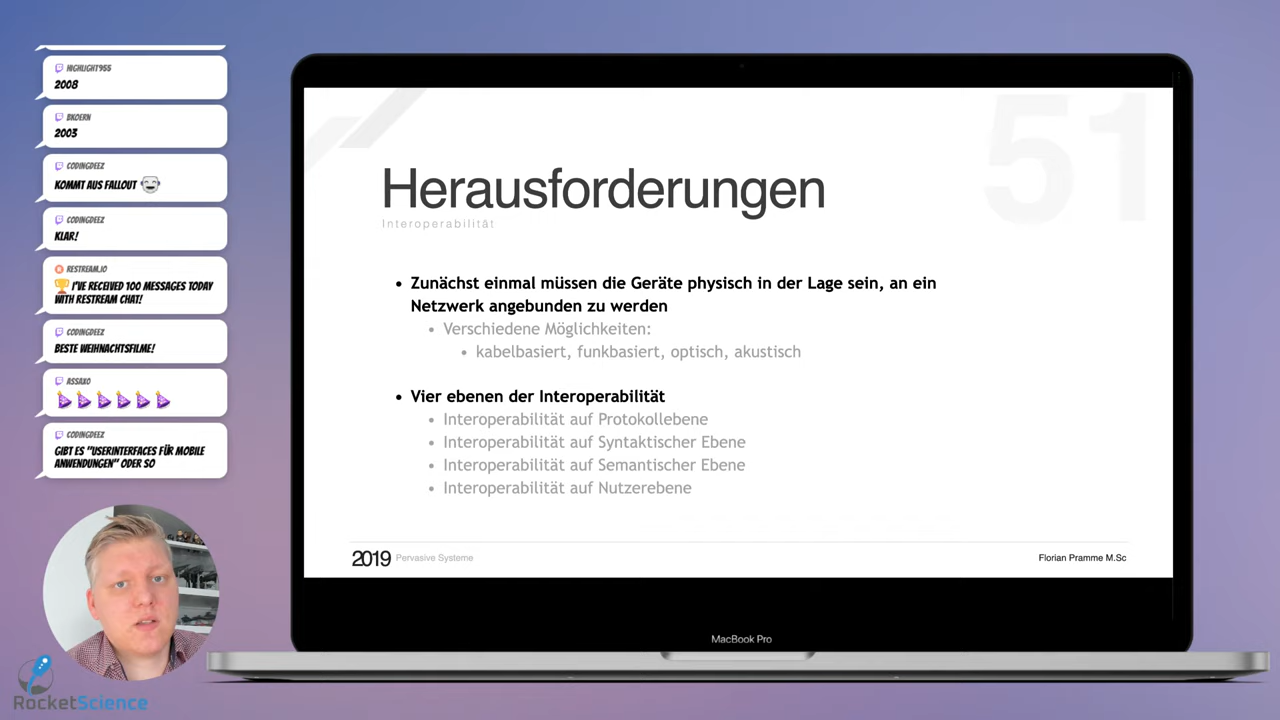 HIGHLIGHT955
2008
BKOERN
2003
CODINGDEEZ
KOMMT AUS FALLOUT
CODINGDEEZ
KLAR!
RESTREAM.IO
I'VE RECEIVED 100 MESSAGES TODAY
WITH RESTREAM CHAT!
CODINGDEEZ
BESTE WEIHNACHTSFILME!
ASSAXO
CODINGDEEZ
GIBT ES "USERINTERFACES FÜR MOBILE
ANWENDUNGEN" ODER SO
RocketScience
51
Herausforderungen
Interoperabilität
• Zunächst einmal müssen die Geräte physisch in der Lage sein, an ein
Netzwerk angebunden zu werden
• Verschiedene Möglichkeiten:
• kabelbasiert, funkbasiert, optisch, akustisch
• Vier ebenen der Interoperabilität
• Interoperabilität auf Protokollebene
• Interoperabilität auf Syntaktischer Ebene
• Interoperabilität auf Semantischer Ebene
• Interoperabilität auf Nutzerebene
2019 Pervasive Systeme
Florian Pramme M.Sc
MacBook Pro